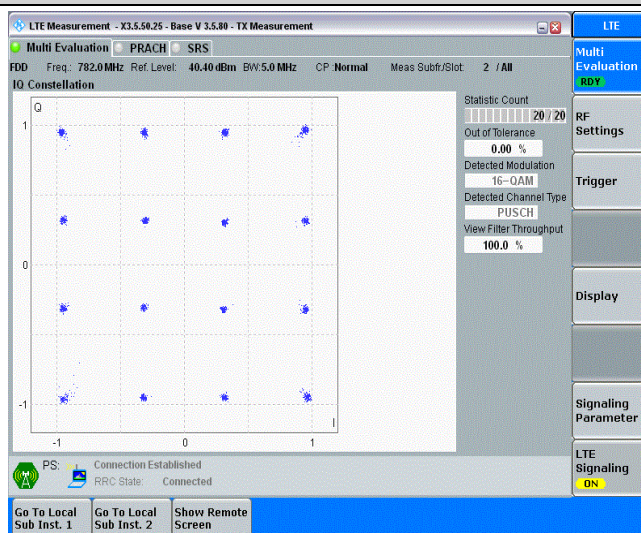 LTE Measurement - X3.5.50.25 - Base V 3.5.80 - TX Measurement
LTE
Multi Evaluation PRACH SRS
Multi Evaluation
RDY
FDD Freq.: 782.0 MHz Ref. Level: 40.40 dBm BW: 5.0 MHz CP :Normal Meas Subfr./Slot: 2 / All
IQ Constellation
Q
1
0
-1
-1 0 1
I
Statistic Count
20 / 20
Out of Tolerance
0.00 %
Detected Modulation
16-QAM
Detected Channel Type
PUSCH
View Filter Throughput
100.0 %
RF Settings
Trigger
Display
Signaling Parameter
LTE Signaling
ON
PS: Connection Established
RRC State: Connected
Go To Local Sub Inst. 1
Go To Local Sub Inst. 2
Show Remote Screen